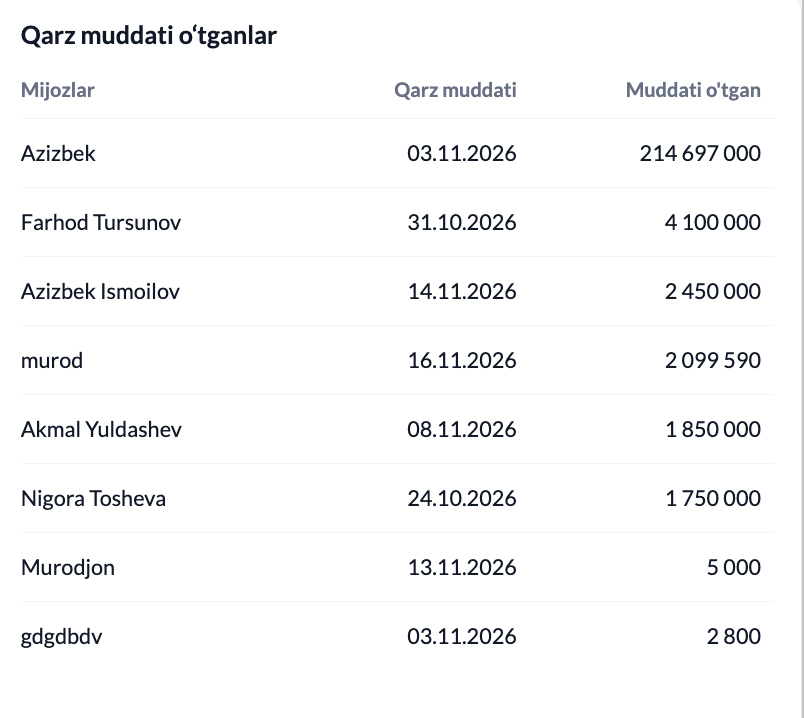 Qarz muddati o‘tganlar
Mijozlar Qarz muddati Muddati o'tgan
Azizbek 03.11.2026 214 697 000
Farhod Tursunov 31.10.2026 4 100 000
Azizbek Ismoilov 14.11.2026 2 450 000
murod 16.11.2026 2 099 590
Akmal Yuldashev 08.11.2026 1 850 000
Nigora Tosheva 24.10.2026 1 750 000
Murodjon 13.11.2026 5 000
gdgdbdv 03.11.2026 2 800